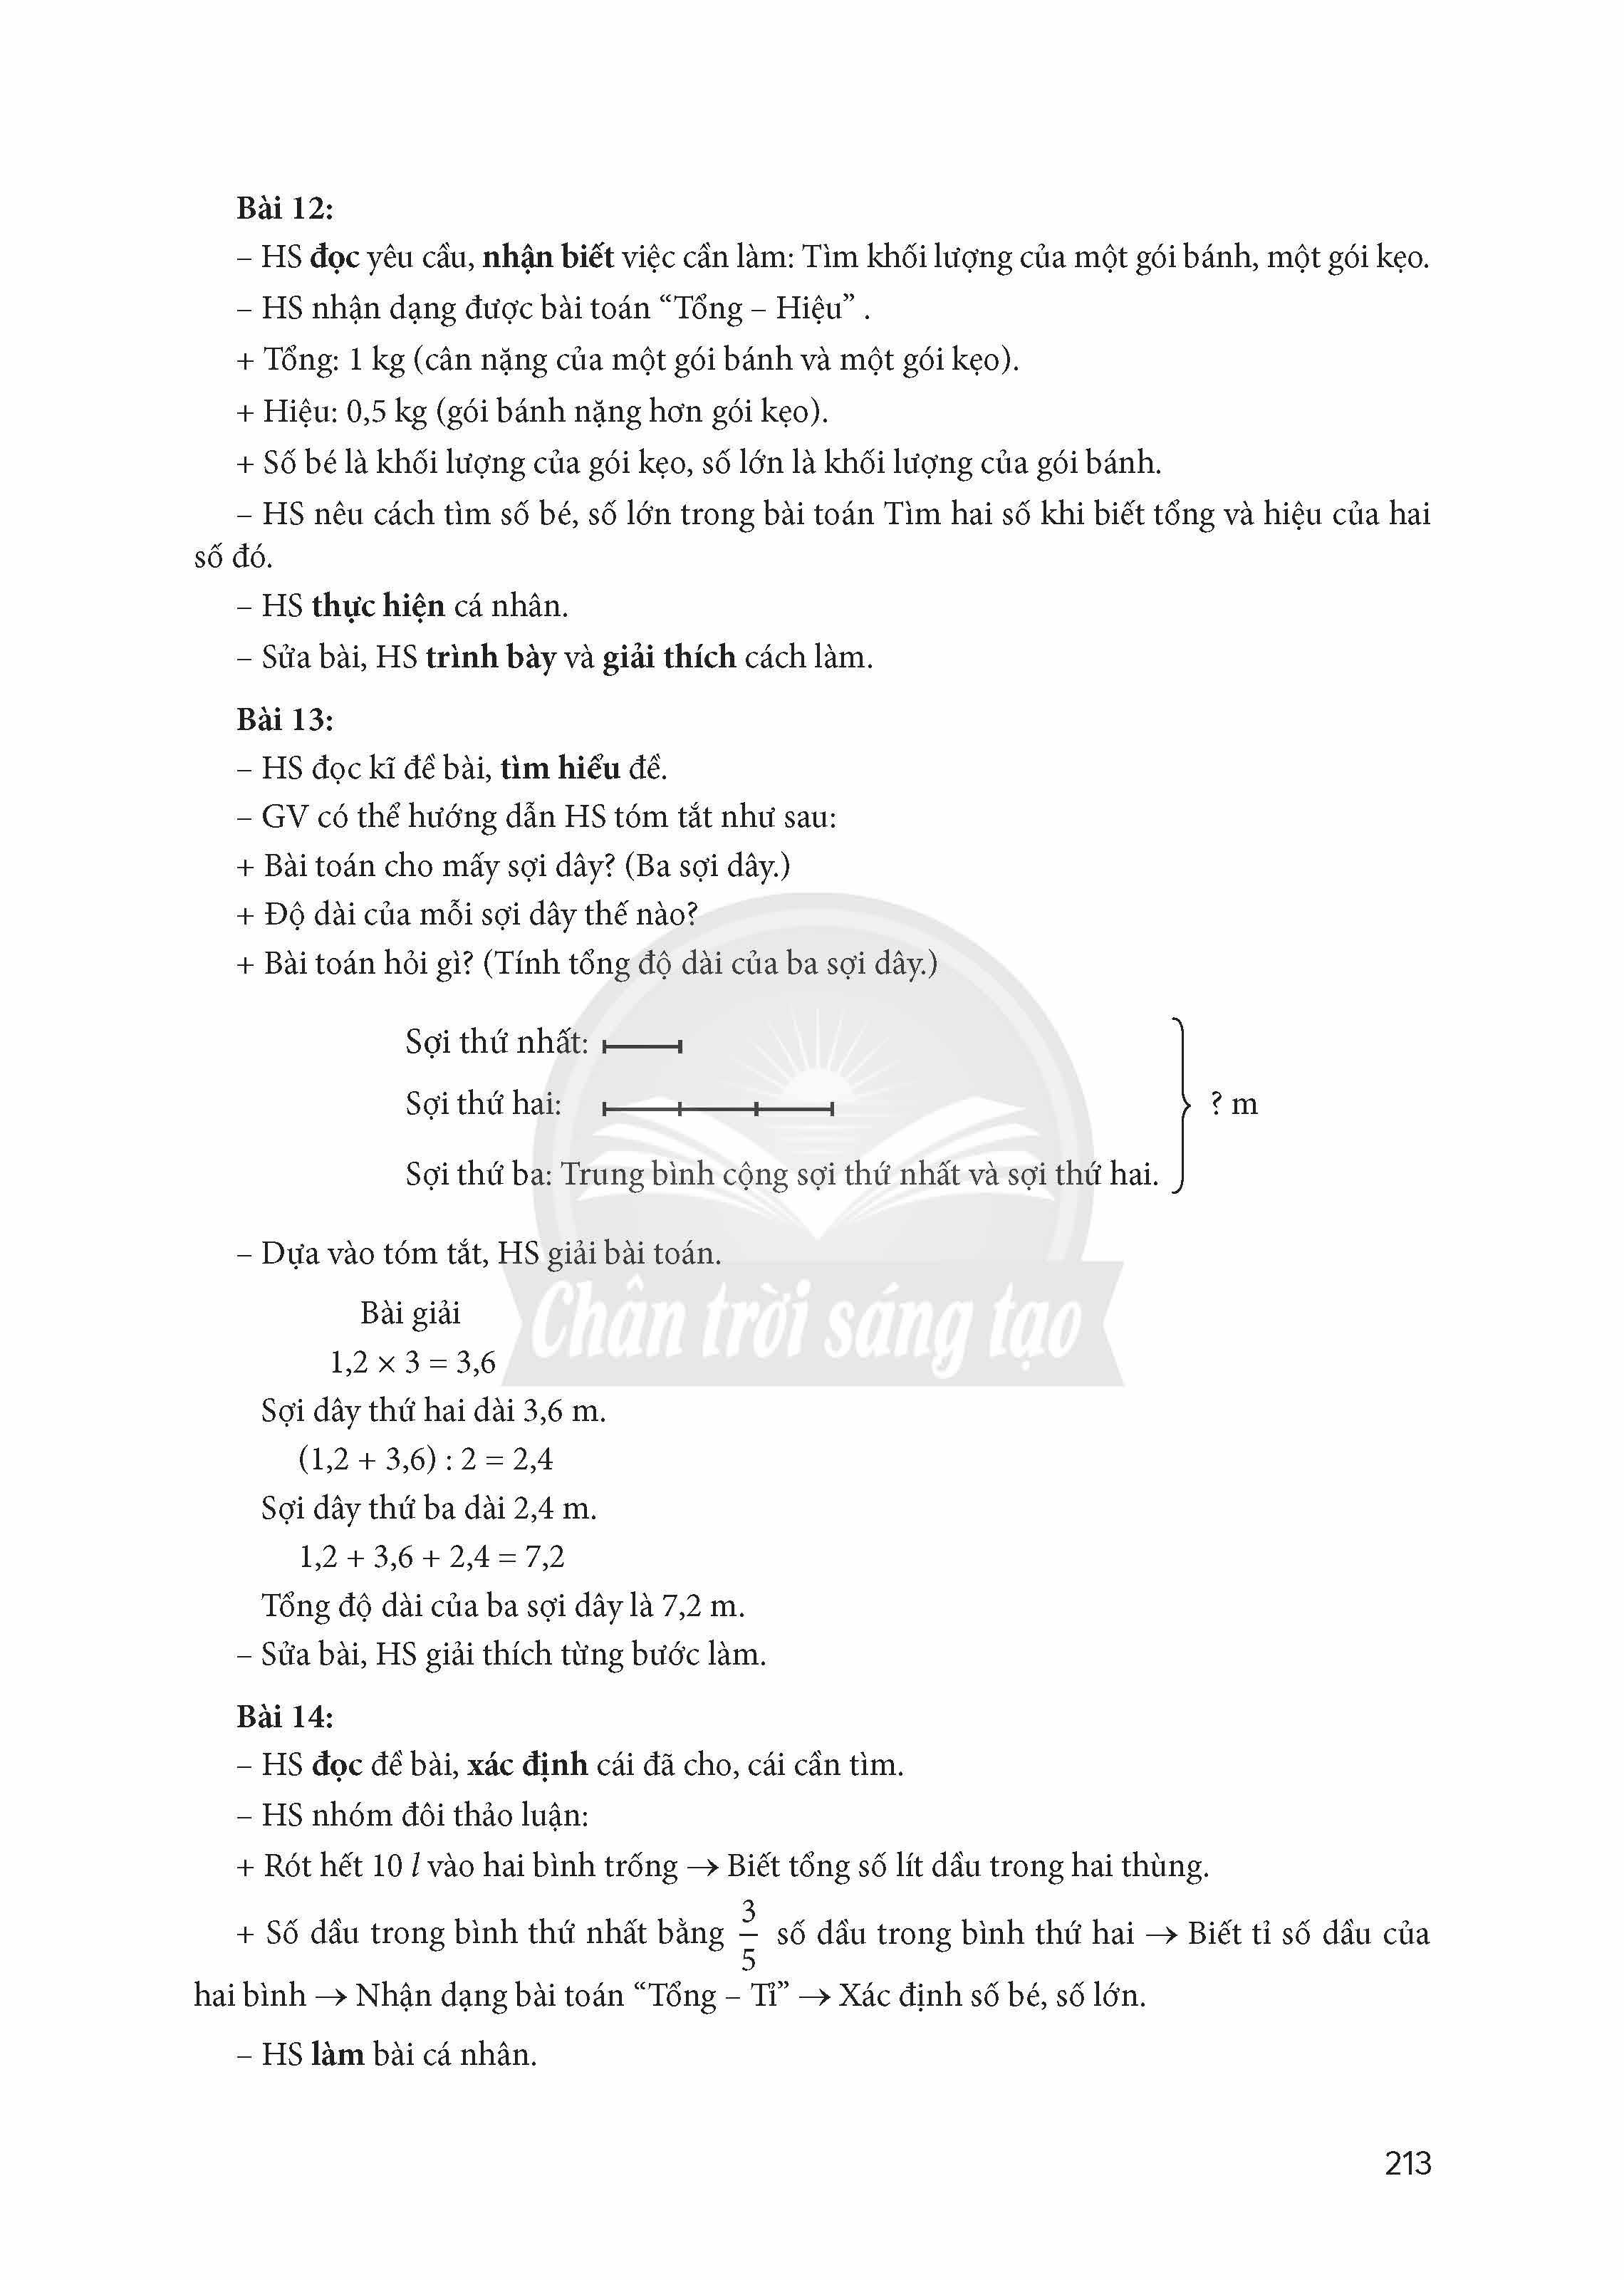 Bài 12:
– HS đọc yêu cầu, nhận biết việc cần làm: Tìm khối lượng của một gói bánh, một gói kẹo.
– HS nhận dạng được bài toán “Tổng – Hiệu” .
+ Tổng: 1 kg (cân nặng của một gói bánh và một gói kẹo).
+ Hiệu: 0,5 kg (gói bánh nặng hơn gói kẹo).
+ Số bé là khối lượng của gói kẹo, số lớn là khối lượng của gói bánh.
– HS nêu cách tìm số bé, số lớn trong bài toán Tìm hai số khi biết tổng và hiệu của hai
số đó.
– HS thực hiện cá nhân.
– Sửa bài, HS trình bày và giải thích cách làm.
Bài 13:
– HS đọc kĩ đề bài, tìm hiểu đề.
– GV có thể hướng dẫn HS tóm tắt như sau:
+ Bài toán cho mấy sợi dây? (Ba sợi dây.)
+ Độ dài của mỗi sợi dây thế nào?
+ Bài toán hỏi gì? (Tính tổng độ dài của ba sợi dây.)
Sợi thứ nhất:
Sợi thứ hai:
? m
Sợi thứ ba: Trung bình cộng sợi thứ nhất và sợi thứ hai.
– Dựa vào tóm tắt, HS giải bài toán.
Chân trời sáng tạo
Bài giải
1,2 × 3 = 3,6
Sợi dây thứ hai dài 3,6 m.
(1,2 + 3,6) : 2 = 2,4
Sợi dây thứ ba dài 2,4 m.
1,2 + 3,6 + 2,4 = 7,2
Tổng độ dài của ba sợi dây là 7,2 m.
– Sửa bài, HS giải thích từng bước làm.
Bài 14:
– HS đọc đề bài, xác định cái đã cho, cái cần tìm.
– HS nhóm đôi thảo luận:
+ Rót hết 10 l vào hai bình trống → Biết tổng số lít dầu trong hai thùng.
+ Số dầu trong bình thứ nhất bằng 3/5 số dầu trong bình thứ hai → Biết tỉ số dầu của
hai bình → Nhận dạng bài toán “Tổng – Tỉ” → Xác định số bé, số lớn.
– HS làm bài cá nhân.
213